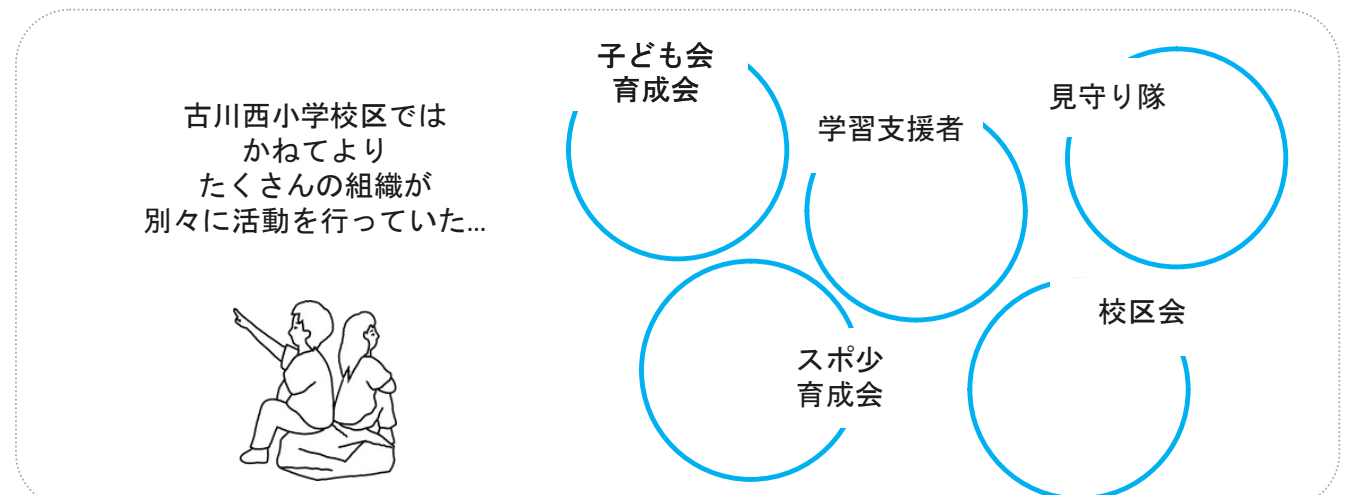 古川西小学校区では
かねてより
たくさんの組織が
別々に活動を行っていた...
子ども会
育成会
学習支援者
見守り隊
スポ少
育成会
校区会